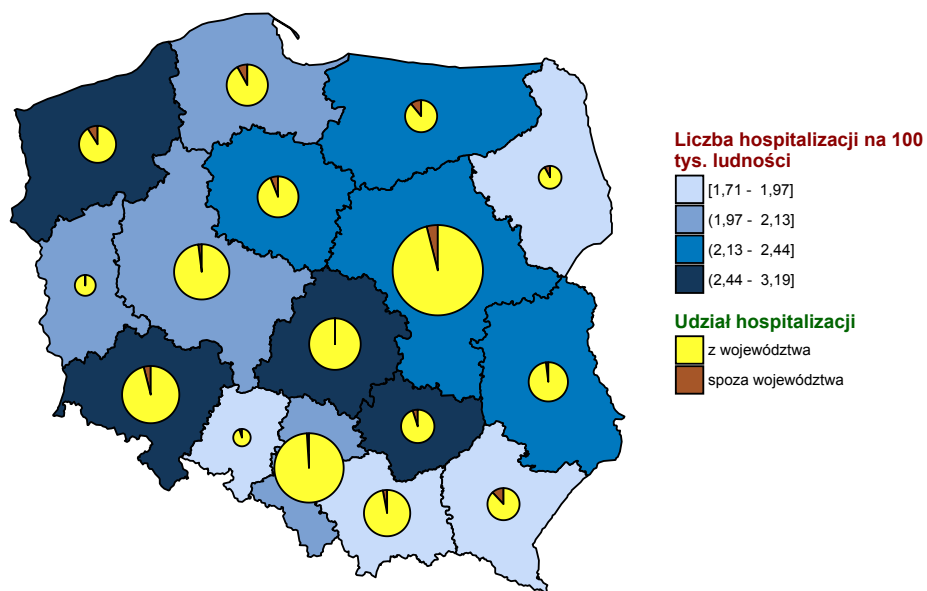 Liczba hospitalizacji na 100
tys. ludności
[1,71 - 1,97]
(1,97 - 2,13]
(2,13 - 2,44]
(2,44 - 3,19]
Udział hospitalizacji
z województwa
spoza województwa